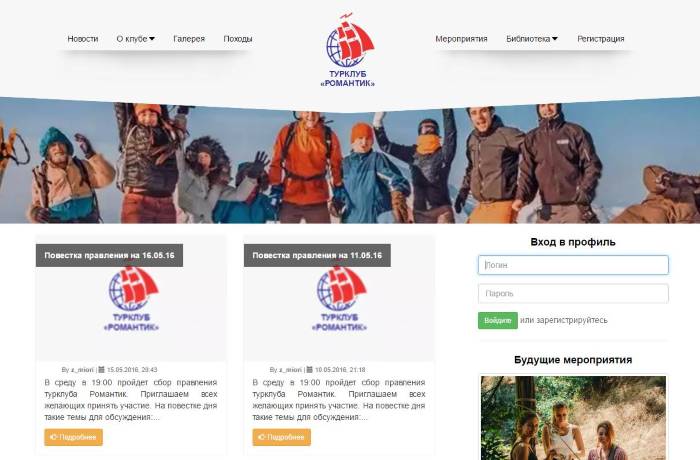 Новости О клубе Галерея Походы
ТУРКЛУБ
«РОМАНТИК»
Мероприятия Библиотека Регистрация
Повестка правления на 16.05.16
ТУРКЛУБ
«РОМАНТИК»
By z_miori | 15.05.2016, 20:43
В среду в 19:00 пройдет сбор правления
турклуба Романтик. Приглашаем всех
желающих принять участие. На повестке дня
такие темы для обсуждения:...
Подробнее
Повестка правления на 11.05.16
ТУРКЛУБ
«РОМАНТИК»
By z_miori | 10.05.2016, 21:18
В среду в 19:00 пройдет сбор правления
турклуба Романтик. Приглашаем всех
желающих принять участие. На повестке дня
такие темы для обсуждения:...
Подробнее
Вход в профиль
Логин
Пароль
Войдите или зарегистрируйтесь
Будущие мероприятия